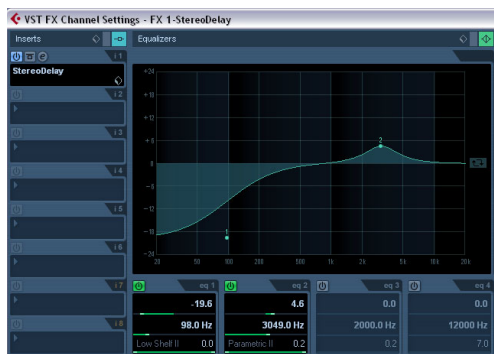 VST FX Channel Settings - FX 1-StereoDelay
Inserts
Equalizers
i 1
StereoDelay
i 2
i 3
i 4
i 5
i 6
i 7
i 8
+24
+18
+12
+6
0
-6
-12
-18
-24
20 50 100 200 500 1k 2k 5k 10k 20k
1
2
eq 1 eq 2 eq 3 eq 4
-19.6 4.6 0.0 0.0
98.0 Hz 3049.0 Hz 2000.0 Hz 12000 Hz
Low Shelf II 0.0 Parametric II 0.2 0.2 7.0